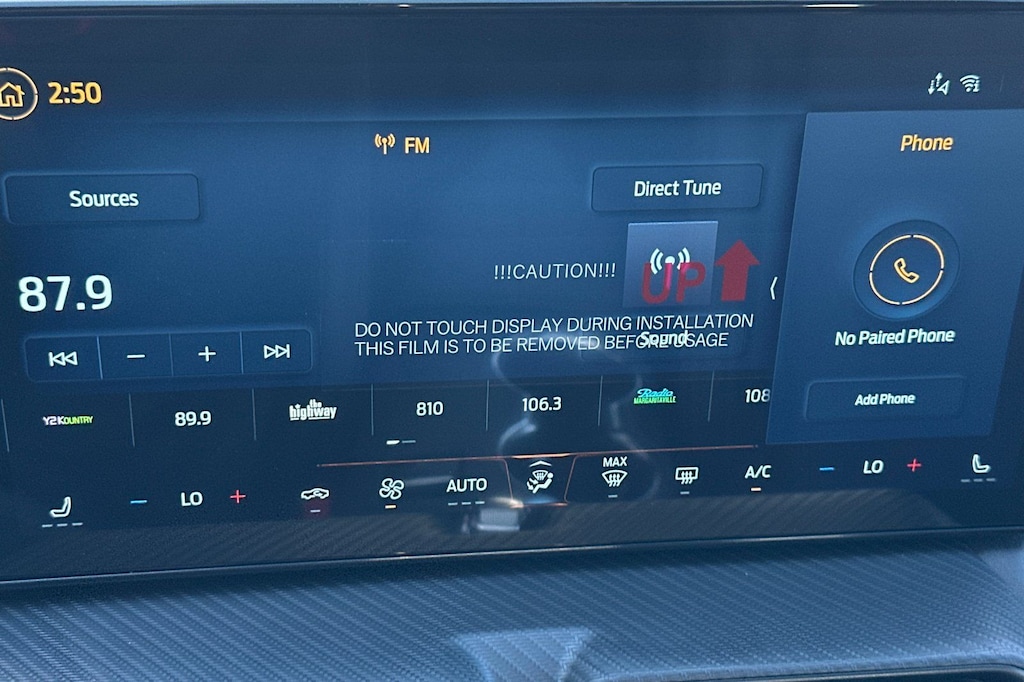 2:50
FM
Phone
Sources
Direct Tune
!!!CAUTION!!!
UP
87.9
DO NOT TOUCH DISPLAY DURING INSTALLATION
THIS FILM IS TO BE REMOVED BEFORE USAGE
Sound
No Paired Phone
Add Phone
Y2KOUNTRY
89.9
the highway
810
106.3
Radio
MARGARITAVILLE
108
LO
AUTO
MAX
A/C
LO